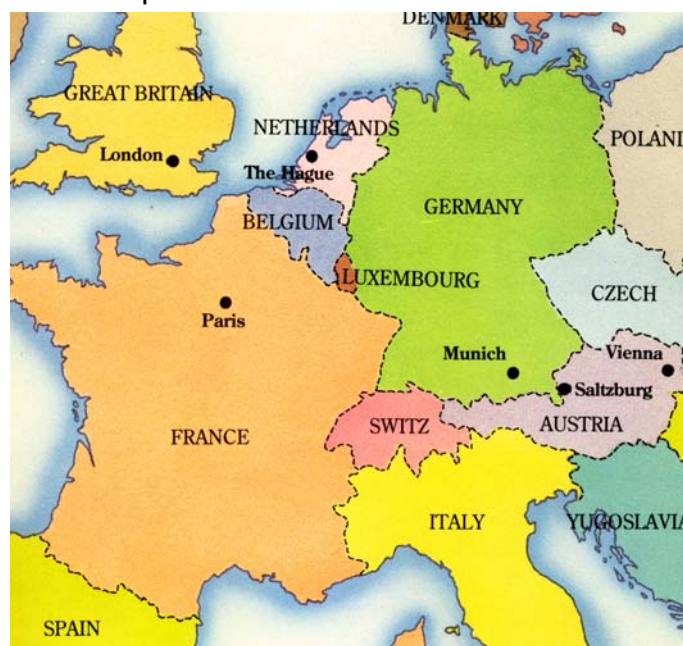 DENMARK
GREAT BRITAIN
NETHERLANDS
London
POLAND
The Hague
GERMANY
BELGIUM
LUXEMBOURG
CZECH
Paris
Munich
Vienna
Saltzburg
FRANCE
SWITZ
AUSTRIA
ITALY
YUGOSLAVIA
SPAIN